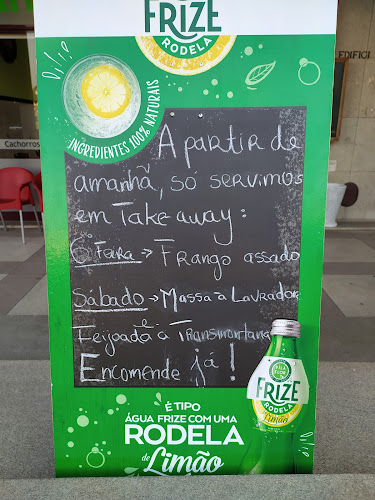 FRIZE
RODELA
INGREDIENTES 100% NATURAIS
EDIFICI
Cachorros
A partir de
amanhã, só servimos
em Take away:
6ª Feira → Frango assado
Sábado → Massa à Lavrador
e
Feijoada à Transmontana
Encomende já!
FRIZE
RODELA
Limão
É TIPO
ÁGUA FRIZE COM UMA
RODELA
de Limão